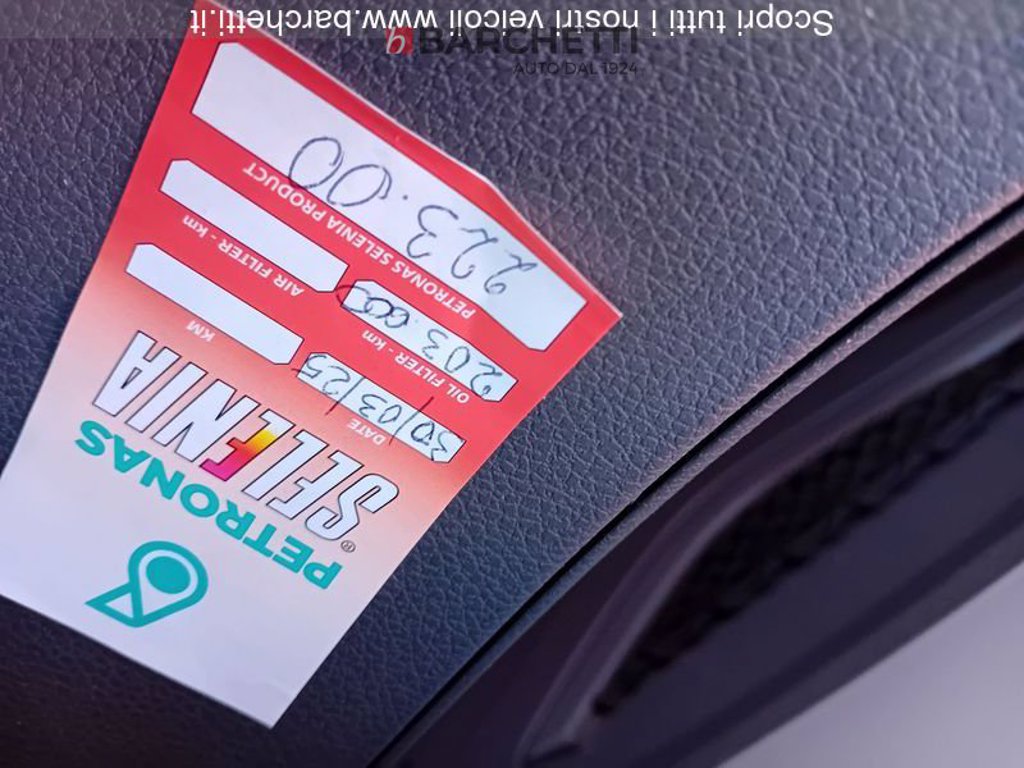 Scopri tutti i nostri veicoli www.barchetti.it
BARCHETTI
AUTO DAL 1924
PETRONAS
SELENIA®
DATE
KM
30/03/25
OIL FILTER - km
AIR FILTER - km
203.000
PETRONAS SELENIA PRODUCT
223.00